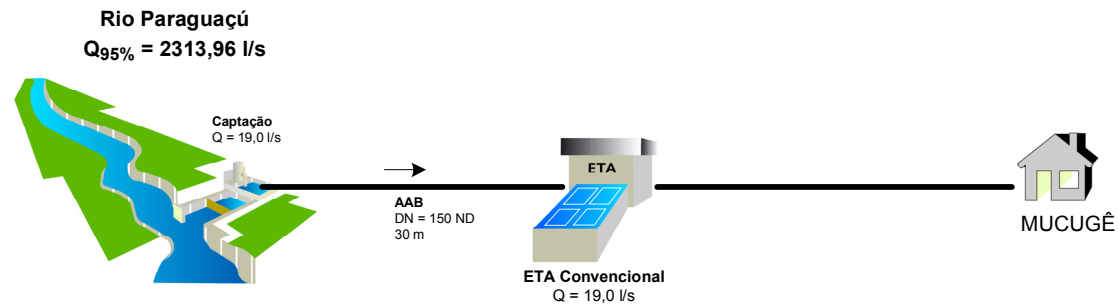 Rio Paraguaçú
Q95% = 2313,96 l/s
Captação
Q = 19,0 l/s
AAB
DN = 150 ND
30 m
ETA
ETA Convencional
Q = 19,0 l/s
MUCUGÊ